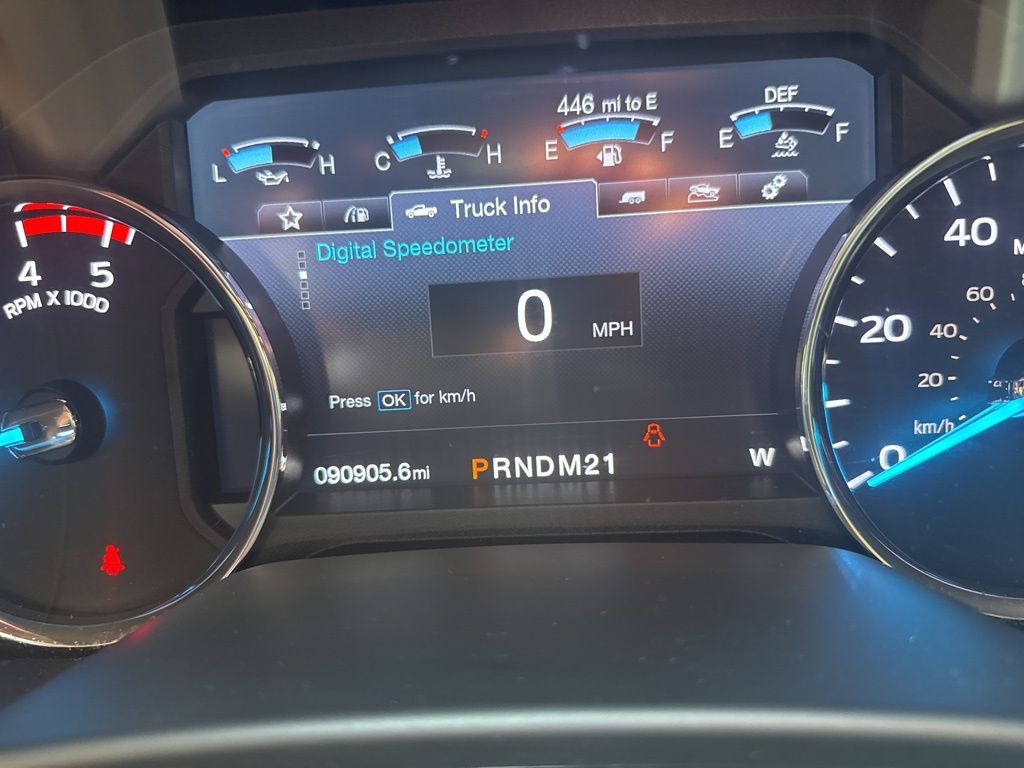 446 mi to E
DEF
L H
C H
E F
E F
Truck Info
Digital Speedometer
0 MPH
Press OK for km/h
090905.6mi
PRNDM21
W
4 5
RPM X 1000
40
M
60 8
20 40
20
km/h
0